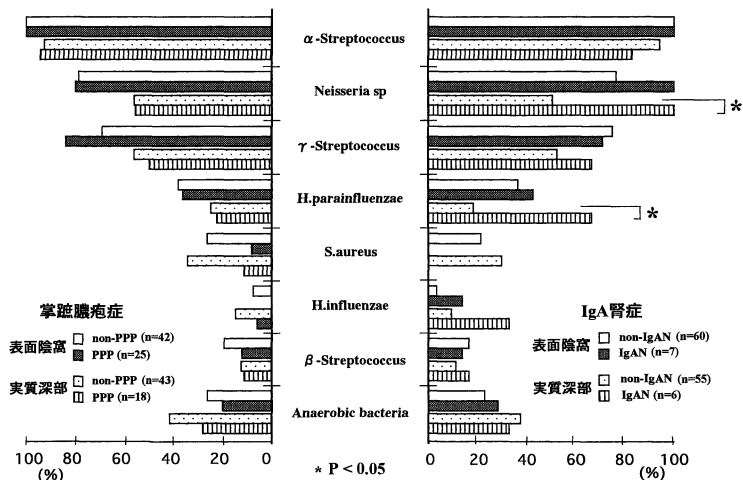 α-Streptococcus
Neisseria sp
*
γ-Streptococcus
H.parainfluenzae
*
S.aureus
H.influenzae
β-Streptococcus
Anaerobic bacteria
掌蹠膿疱症
表面陰窩
non-PPP (n=42)
PPP (n=25)
実質深部
non-PPP (n=43)
PPP (n=18)
IgA腎症
表面陰窩
non-IgAN (n=60)
IgAN (n=7)
実質深部
non-IgAN (n=55)
IgAN (n=6)
100 80 60 40 20 0
(%)
* P < 0.05
0 20 40 60 80 100
(%)